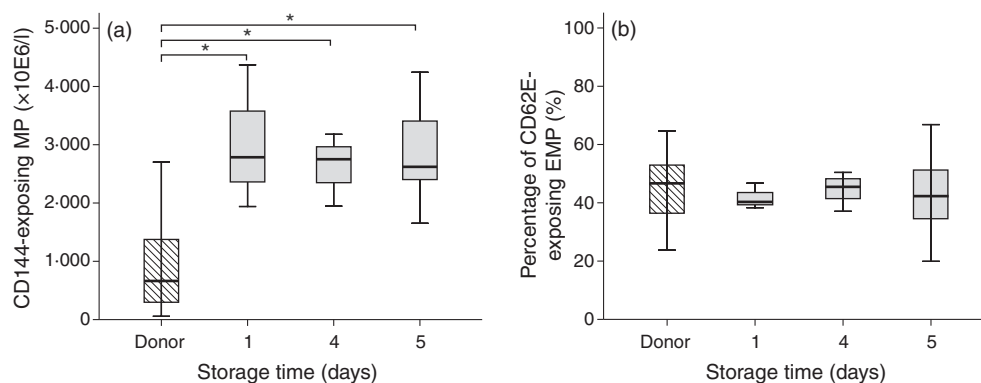 (a)
CD144-exposing MP (×10E6/l)
5·000
4·000
3·000
2·000
1·000
0
*
*
*
Donor 1 4 5
Storage time (days)
(b)
Percentage of CD62E-
exposing EMP (%)
100
80
60
40
20
0
Donor 1 4 5
Storage time (days)